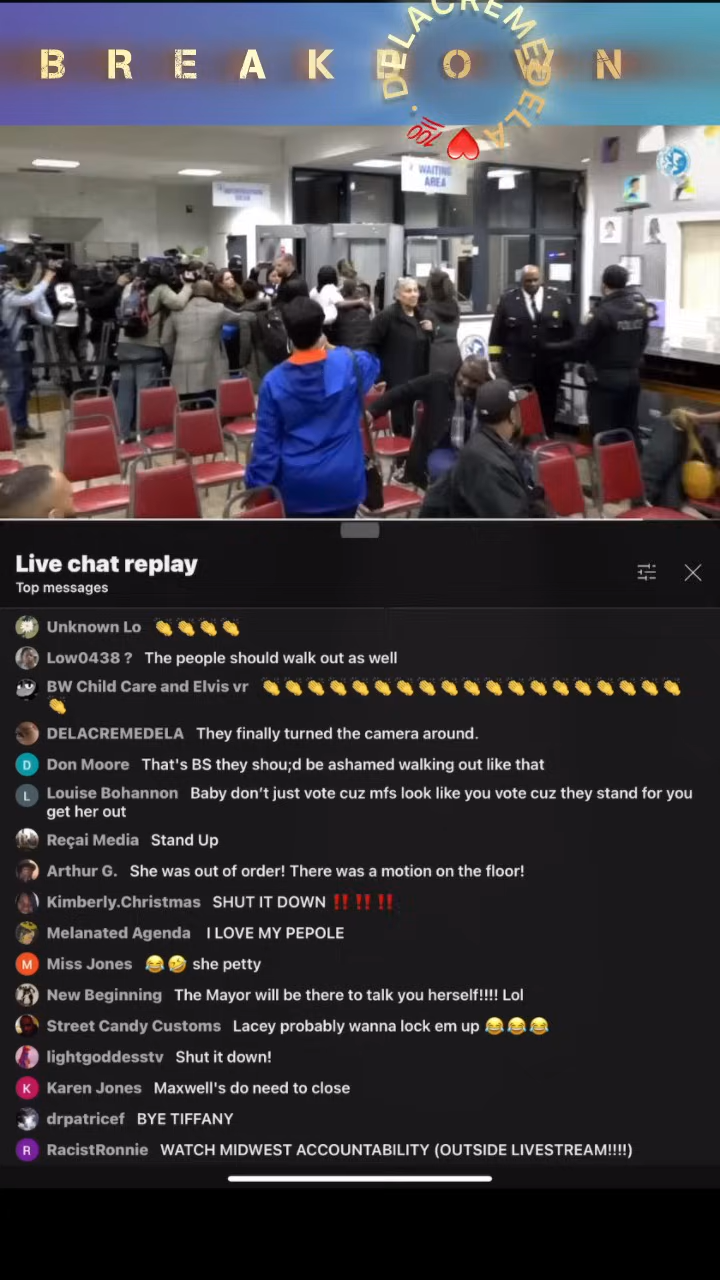 B R E A K D O W N
DELACREMEDELA
100
WAITING
AREA
POLICE
Live chat replay
Top messages
Unknown Lo 👏👏👏👏
Low0438 ? The people should walk out as well
BW Child Care and Elvis vr 👏👏👏👏👏👏👏👏👏👏👏👏👏👏👏👏👏👏👏
👏
DELACREMEDELA They finally turned the camera around.
D Don Moore That's BS they shou;d be ashamed walking out like that
L Louise Bohannon Baby don't just vote cuz mfs look like you vote cuz they stand for you
get her out
Reçai Media Stand Up
Arthur G. She was out of order! There was a motion on the floor!
Kimberly.Christmas SHUT IT DOWN ‼️‼️‼️
Melanated Agenda I LOVE MY PEPOLE
M Miss Jones 😂🤣 she petty
New Beginning The Mayor will be there to talk you herself!!!! Lol
Street Candy Customs Lacey probably wanna lock em up 😂😂😂
lightgoddesstv Shut it down!
K Karen Jones Maxwell's do need to close
drpatricef BYE TIFFANY
R RacistRonnie WATCH MIDWEST ACCOUNTABILITY (OUTSIDE LIVESTREAM!!!!)